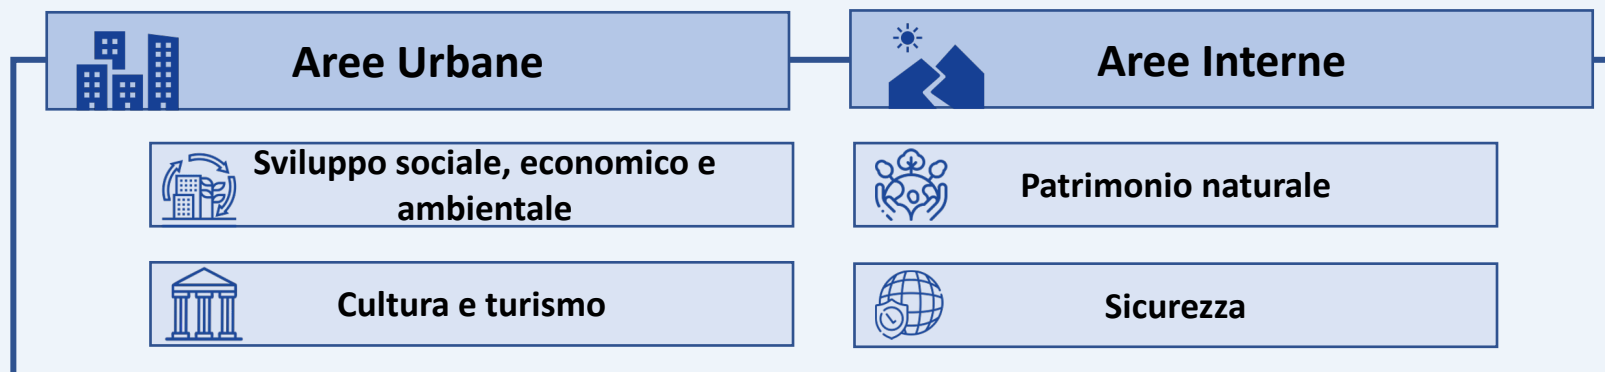 Aree Urbane
Aree Interne
Sviluppo sociale, economico e
ambientale
Patrimonio naturale
Cultura e turismo
Sicurezza